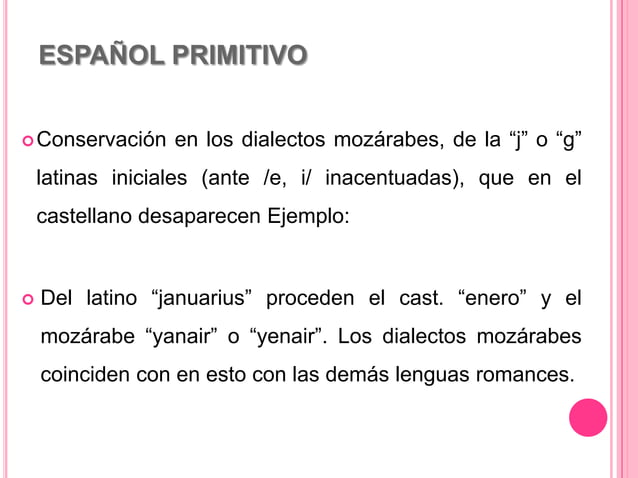 ESPAÑOL PRIMITIVO
Conservación en los dialectos mozárabes, de la “j” o “g”
latinas iniciales (ante /e, i/ inacentuadas), que en el
castellano desaparecen Ejemplo:
Del latino “januarius” proceden el cast. “enero” y el
mozárabe “yanair” o “yenair”. Los dialectos mozárabes
coinciden con en esto con las demás lenguas romances.